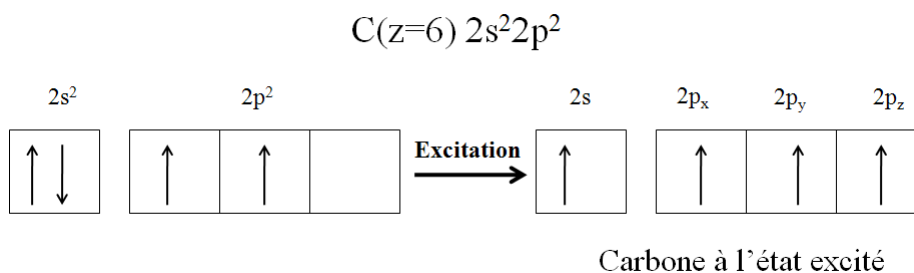 C(z=6) 2s²2p²
2s² 2p² 2s 2pₓ 2pᵧ 2p_z
Excitation
Carbone à l’état excité